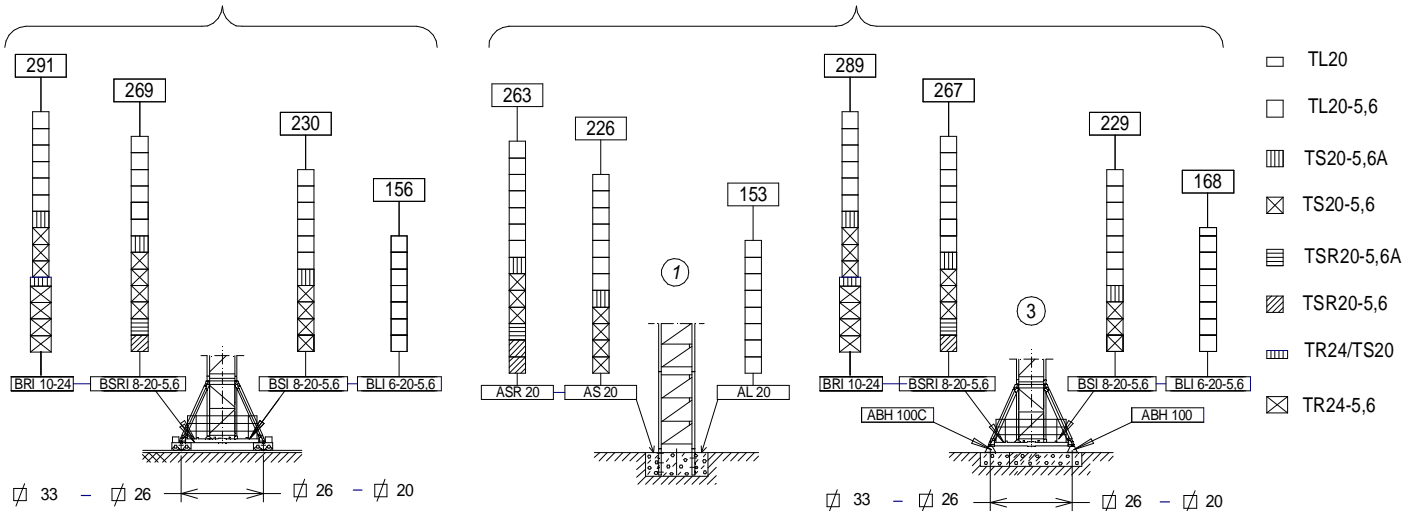 291
269
230
156
263
226
153
289
267
229
168
1
3
TL20
TL20-5,6
TS20-5,6A
TS20-5,6
TSR20-5,6A
TSR20-5,6
TR24/TS20
TR24-5,6
BRI 10-24 BSRI 8-20-5,6 BSI 8-20-5,6 BLI 6-20-5,6
ASR 20 AS 20 AL 20
BRI 10-24 BSRI 8-20-5,6 BSI 8-20-5,6 BLI 6-20-5,6
ABH 100C ABH 100
33 – 26 26 – 20
33 – 26 26 – 20